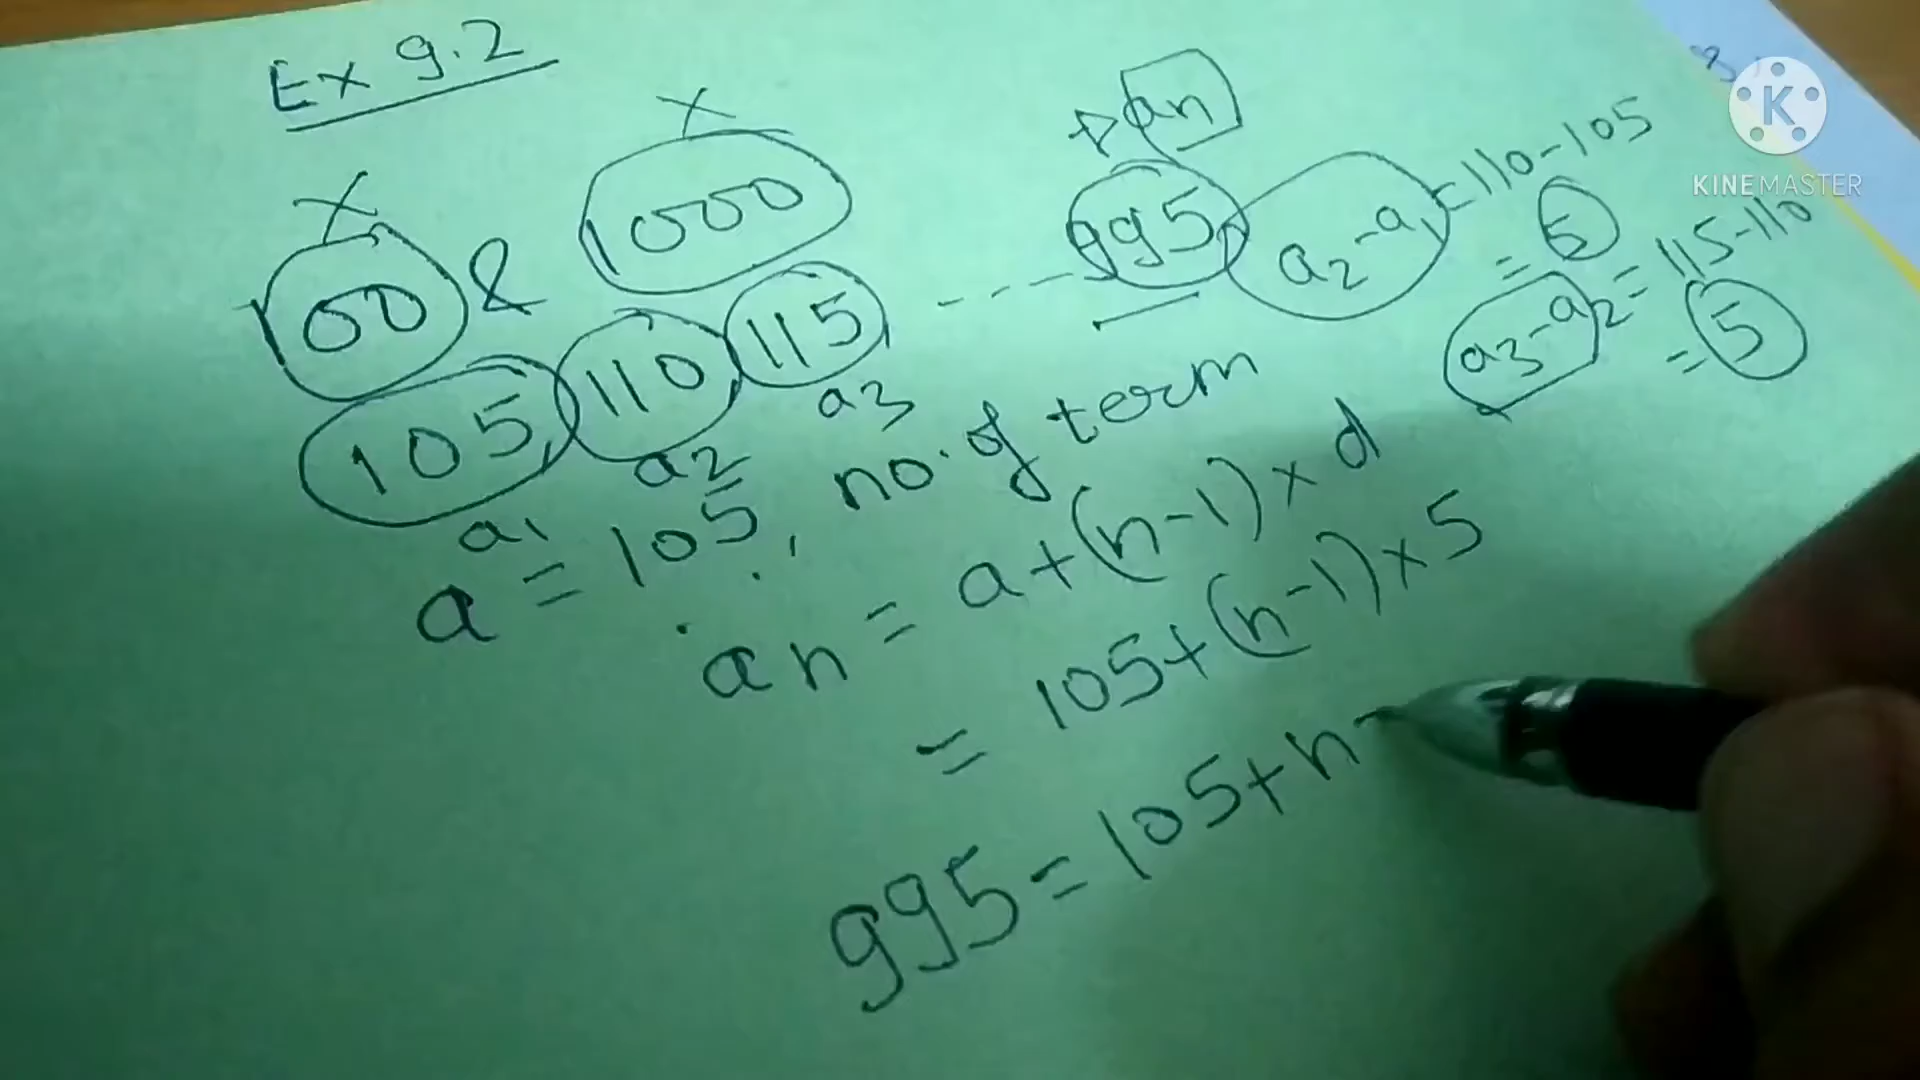 Ex 9.2
x x
100 & 1000
105, 110, 115, --- 995
a1 a2 a3
an
a2-a1 = 110-105
= 5
a3-a2 = 115-110
= 5
a = 105, no. of term
an = a+(n-1)×d
= 105+(n-1)×5
995 = 105+n-
KINEMASTER